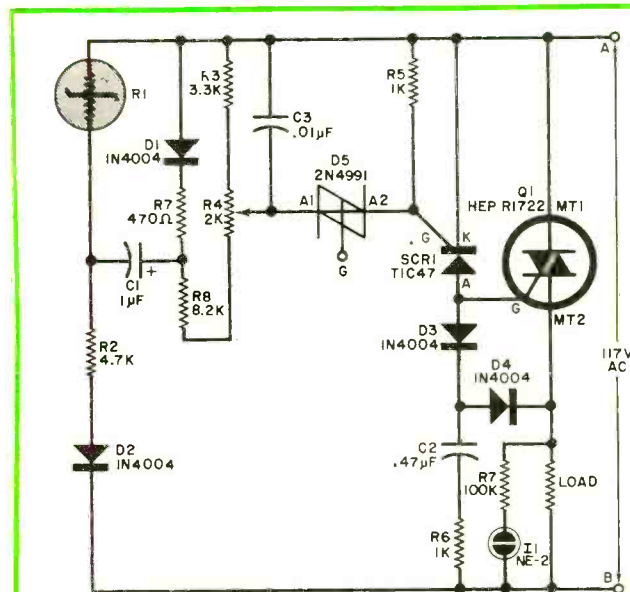 R1
D1
1N4004
R7
470Ω
C1
1µF
+
R2
4.7K
D2
1N4004
R3
3.3K
R4
2K
R8
8.2K
C3
.01µF
D5
2N4991
A1
A2
G
R5
1K
G
K
SCR1
TIC47
A
D3
1N4004
D4
1N4004
C2
.47µF
R6
1K
Q1
HEP R1722
MT1
G
MT2
R7
100K
I1
NE-2
LOAD
A
117V
AC
B